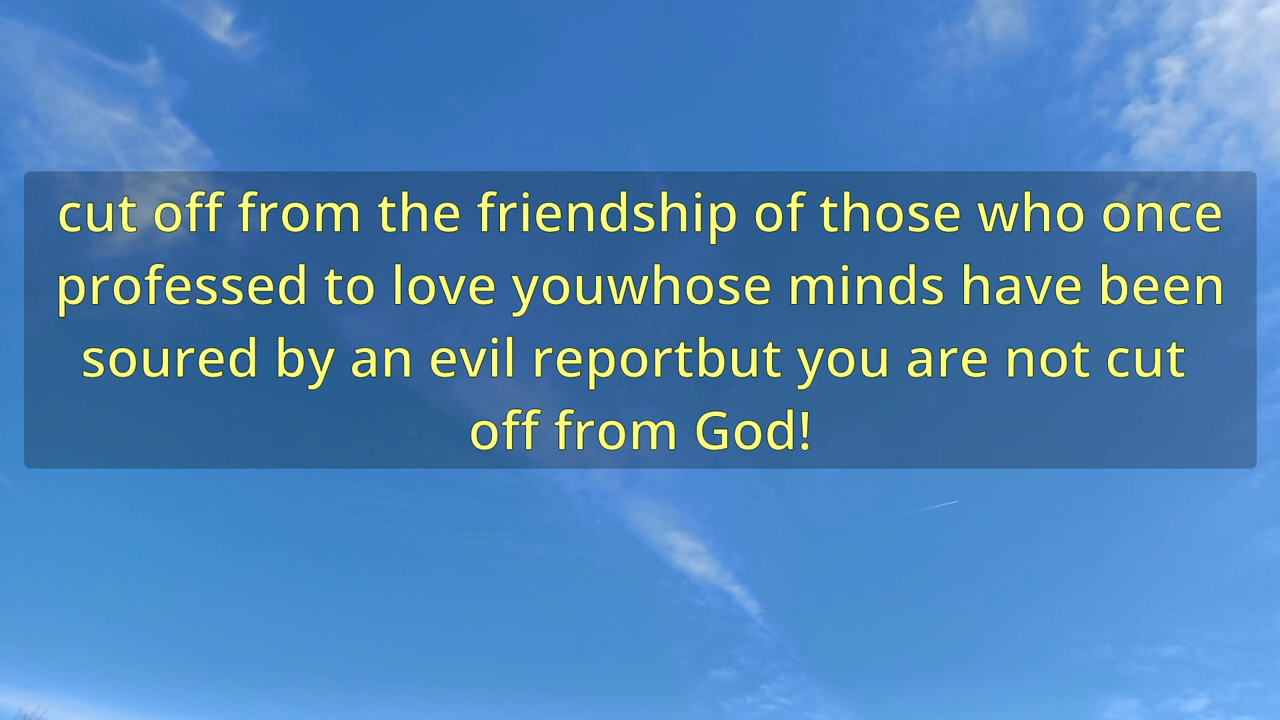 cut off from the friendship of those who once
professed to love youwhose minds have been
soured by an evil reportbut you are not cut
off from God!